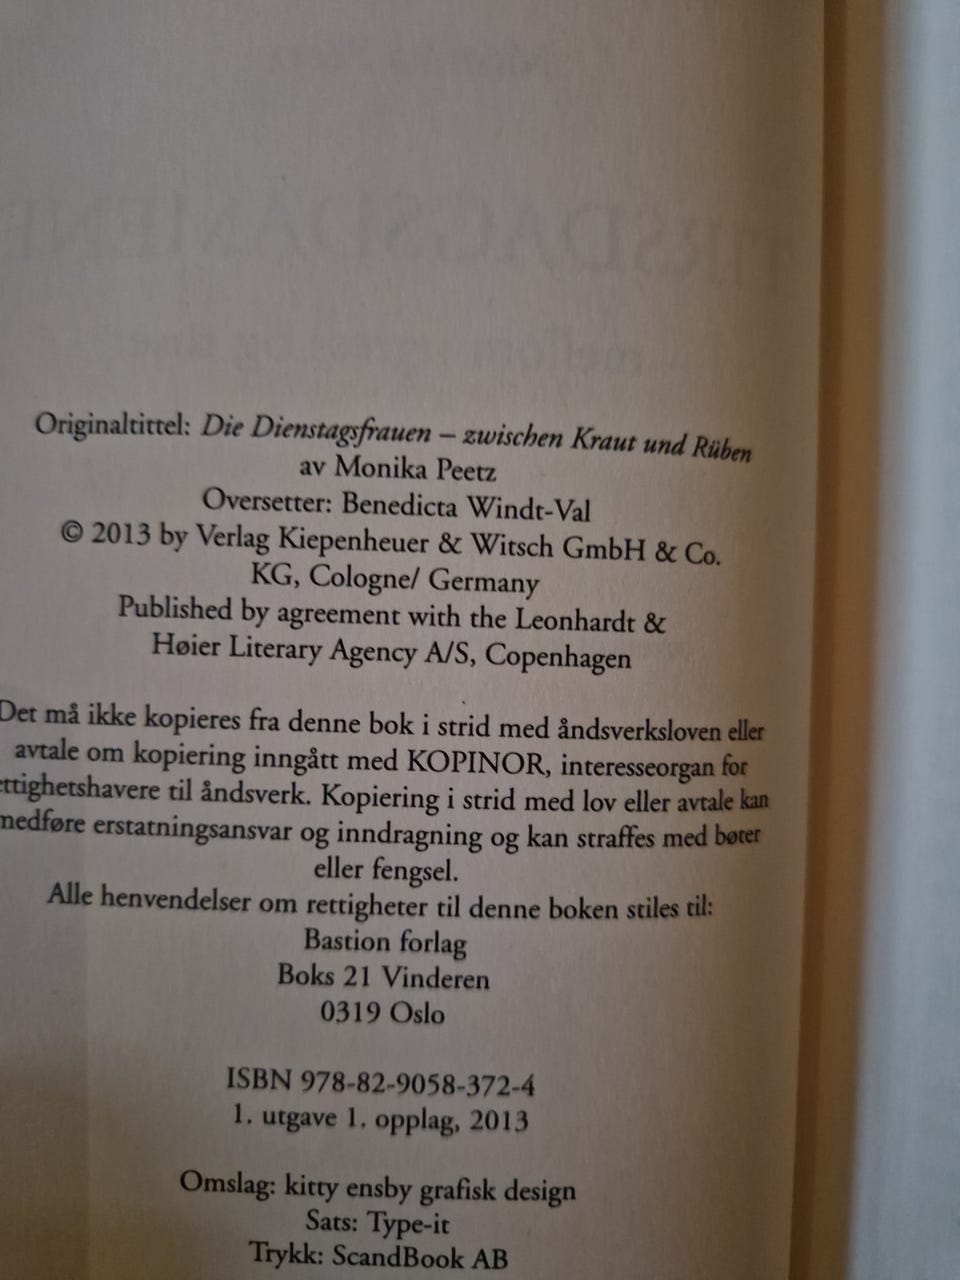 Originaltittel: Die Dienstagsfrauen – zwischen Kraut und Rüben
av Monika Peetz
Oversetter: Benedicta Windt-Val
© 2013 by Verlag Kiepenheuer & Witsch GmbH & Co.
KG, Cologne/ Germany
Published by agreement with the Leonhardt &
Høier Literary Agency A/S, Copenhagen
Det må ikke kopieres fra denne bok i strid med åndsverksloven eller
avtale om kopiering inngått med KOPINOR, interesseorgan for
ettighetshavere til åndsverk. Kopiering i strid med lov eller avtale kan
medføre erstatningsansvar og inndragning og kan straffes med bøter
eller fengsel.
Alle henvendelser om rettigheter til denne boken stiles til:
Bastion forlag
Boks 21 Vinderen
0319 Oslo
ISBN 978-82-9058-372-4
1. utgave 1. opplag, 2013
Omslag: kitty ensby grafisk design
Sats: Type-it
Trykk: ScandBook AB